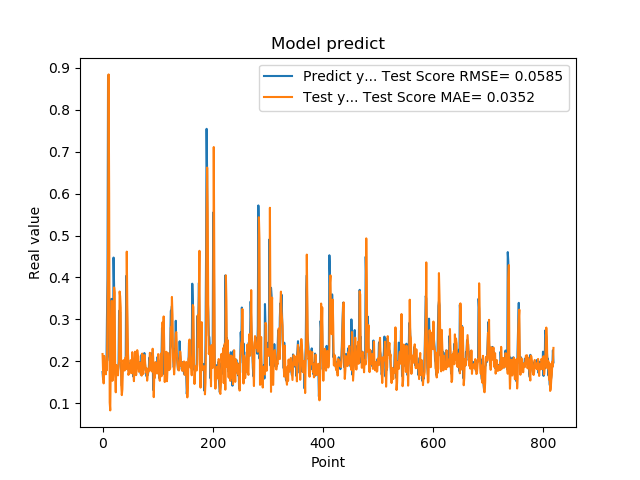 Model predict
Predict y... Test Score RMSE= 0.0585
Test y... Test Score MAE= 0.0352
0.9
0.8
0.7
0.6
0.5
0.4
0.3
0.2
0.1
Real value
0 200 400 600 800
Point